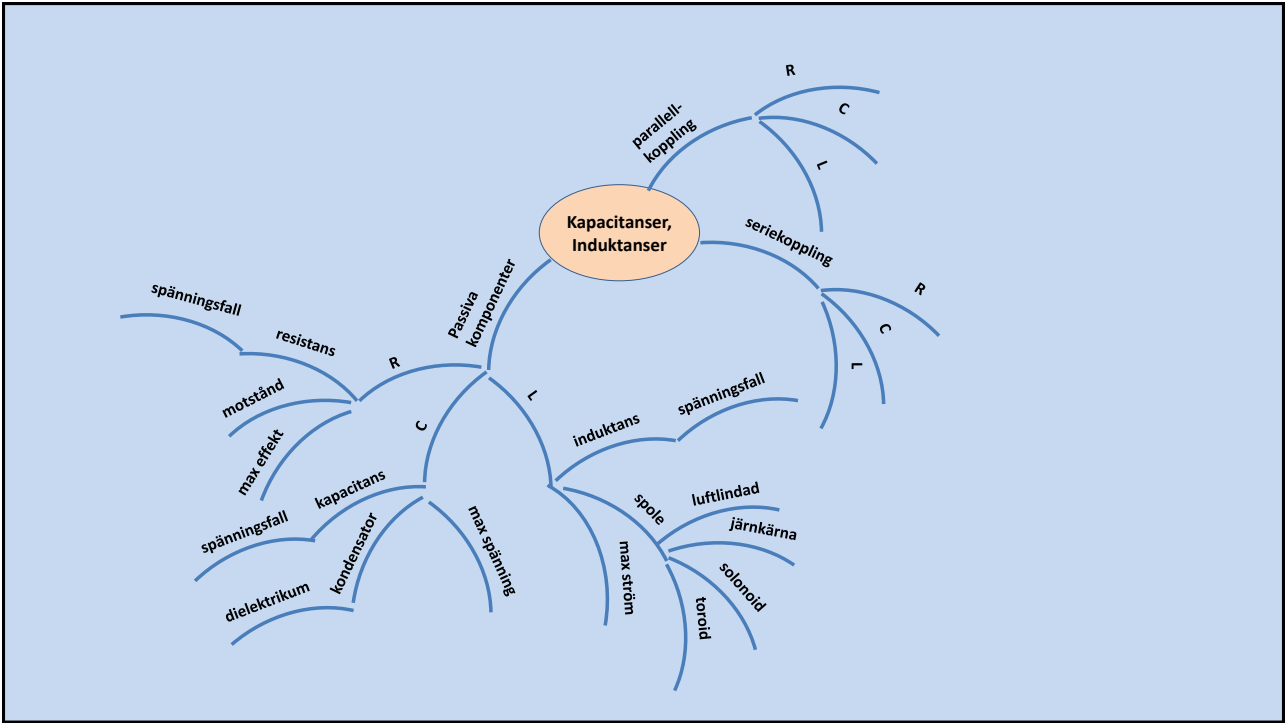 Kapacitanser,
Induktanser
parallell-
koppling
R
C
L
seriekoppling
R
C
L
Passiva
komponenter
R
resistans
spänningsfall
motstånd
max effekt
C
kapacitans
spänningsfall
kondensator
dielektrikum
max spänning
L
induktans
spänningsfall
spole
luftlindad
järnkärna
solonoid
toroid
max ström